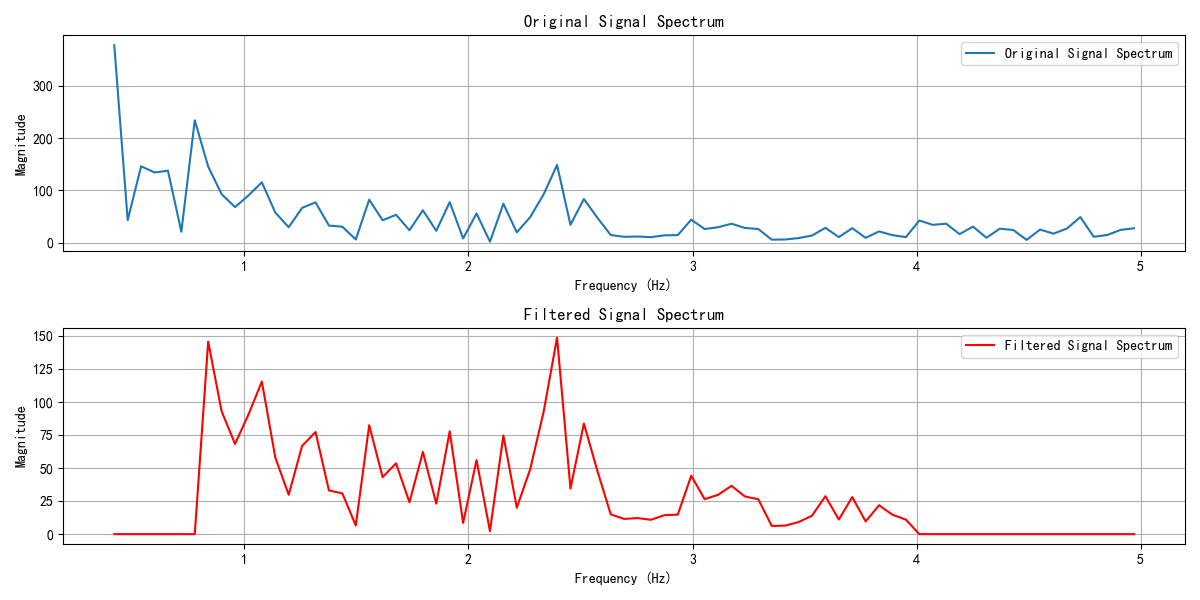 Original Signal Spectrum
Original Signal Spectrum
Magnitude
300
200
100
0
1 2 3 4 5
Frequency (Hz)
Filtered Signal Spectrum
Filtered Signal Spectrum
Magnitude
150
125
100
75
50
25
0
1 2 3 4 5
Frequency (Hz)